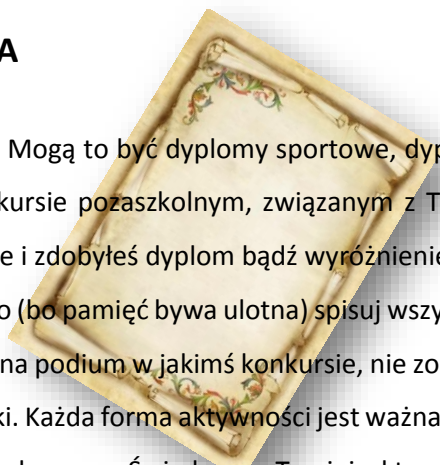 A
Mogą to być dyplomy sportowe,
kursie pozaszkolnym, związanym z T
e i zdobyłeś dyplom bądź wyróżnienie
o (bo pamięć bywa ulotna) spisuj wszy
na podium w jakimś konkursie, nie zo
ki. Każda forma aktywności jest ważna